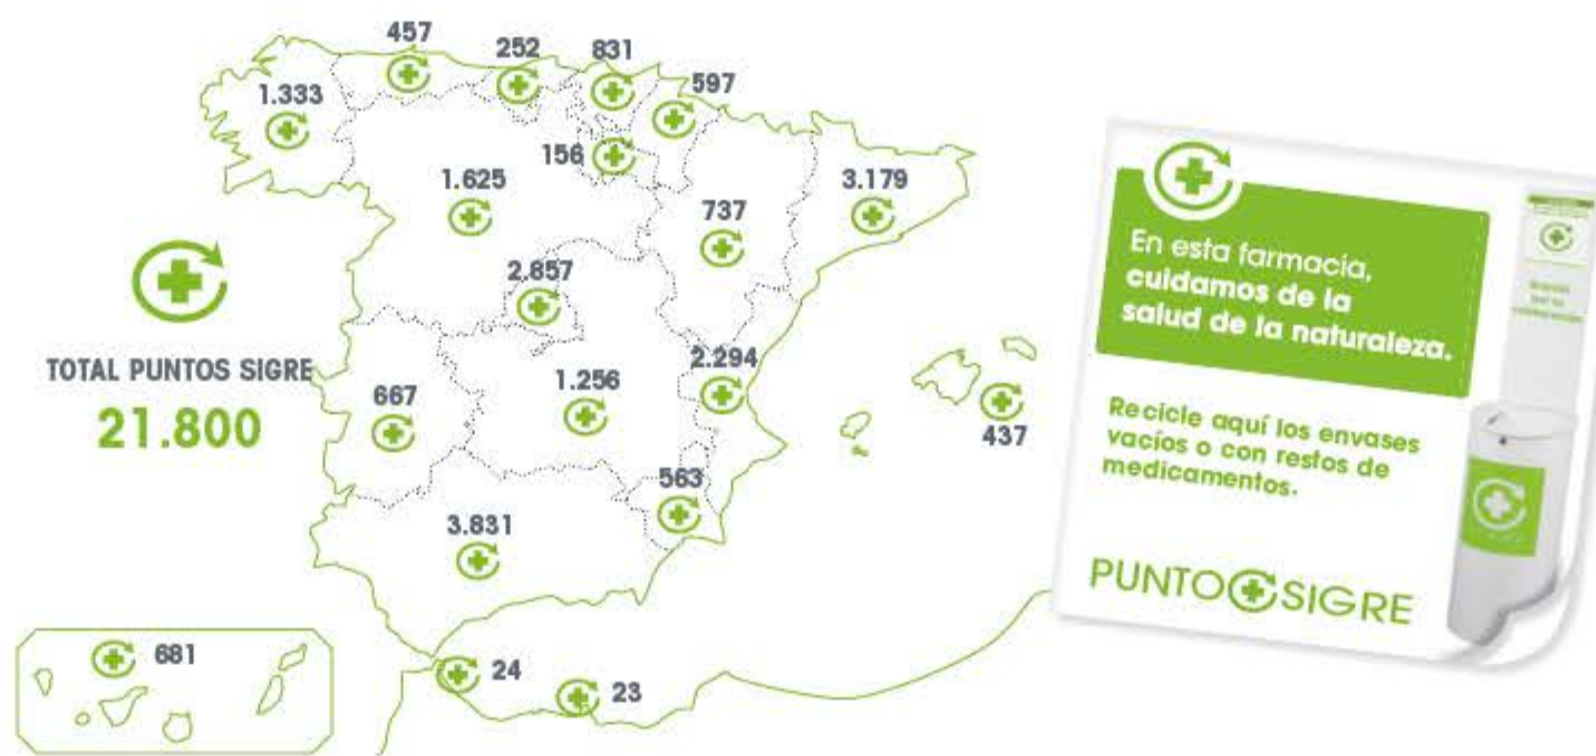 457
252
831
597
1.333
156
1.625
3.179
737
2.857
TOTAL PUNTOS SIGRE
21.800
2.294
667
1.256
437
563
3.831
681
24
23
En esta farmacia,
cuidamos de la
salud de la naturaleza.
Recicle aquí los envases
vacíos o con restos de
medicamentos.
PUNTO SIGRE